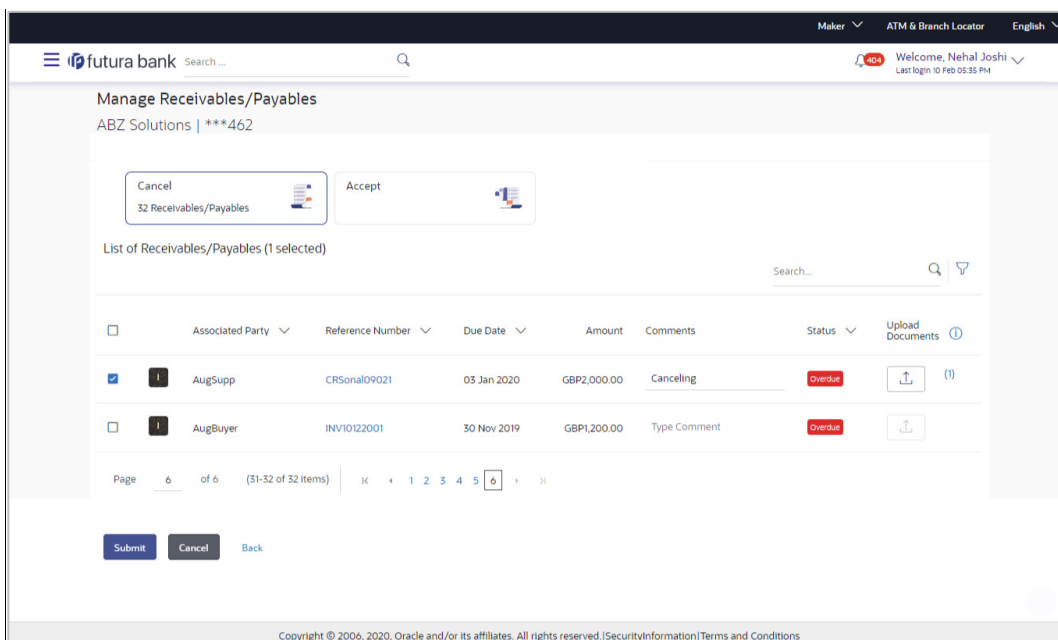 Maker ATM & Branch Locator English
futura bank Search ... 404 Welcome, Nehal Joshi
Last login 10 Feb 05:35 PM
Manage Receivables/Payables
ABZ Solutions | ***462
Cancel Accept
32 Receivables/Payables
List of Receivables/Payables (1 selected)
Search...
Associated Party Reference Number Due Date Amount Comments Status Upload Documents
I AugSupp CRSonal09021 03 Jan 2020 GBP2,000.00 Canceling Overdue (1)
I AugBuyer INV10122001 30 Nov 2019 GBP1,200.00 Type Comment Overdue
Page 6 of 6 (31-32 of 32 items) 1 2 3 4 5 6
Submit Cancel Back
Copyright © 2006, 2020, Oracle and/or its affiliates. All rights reserved.|SecurityInformation|Terms and Conditions